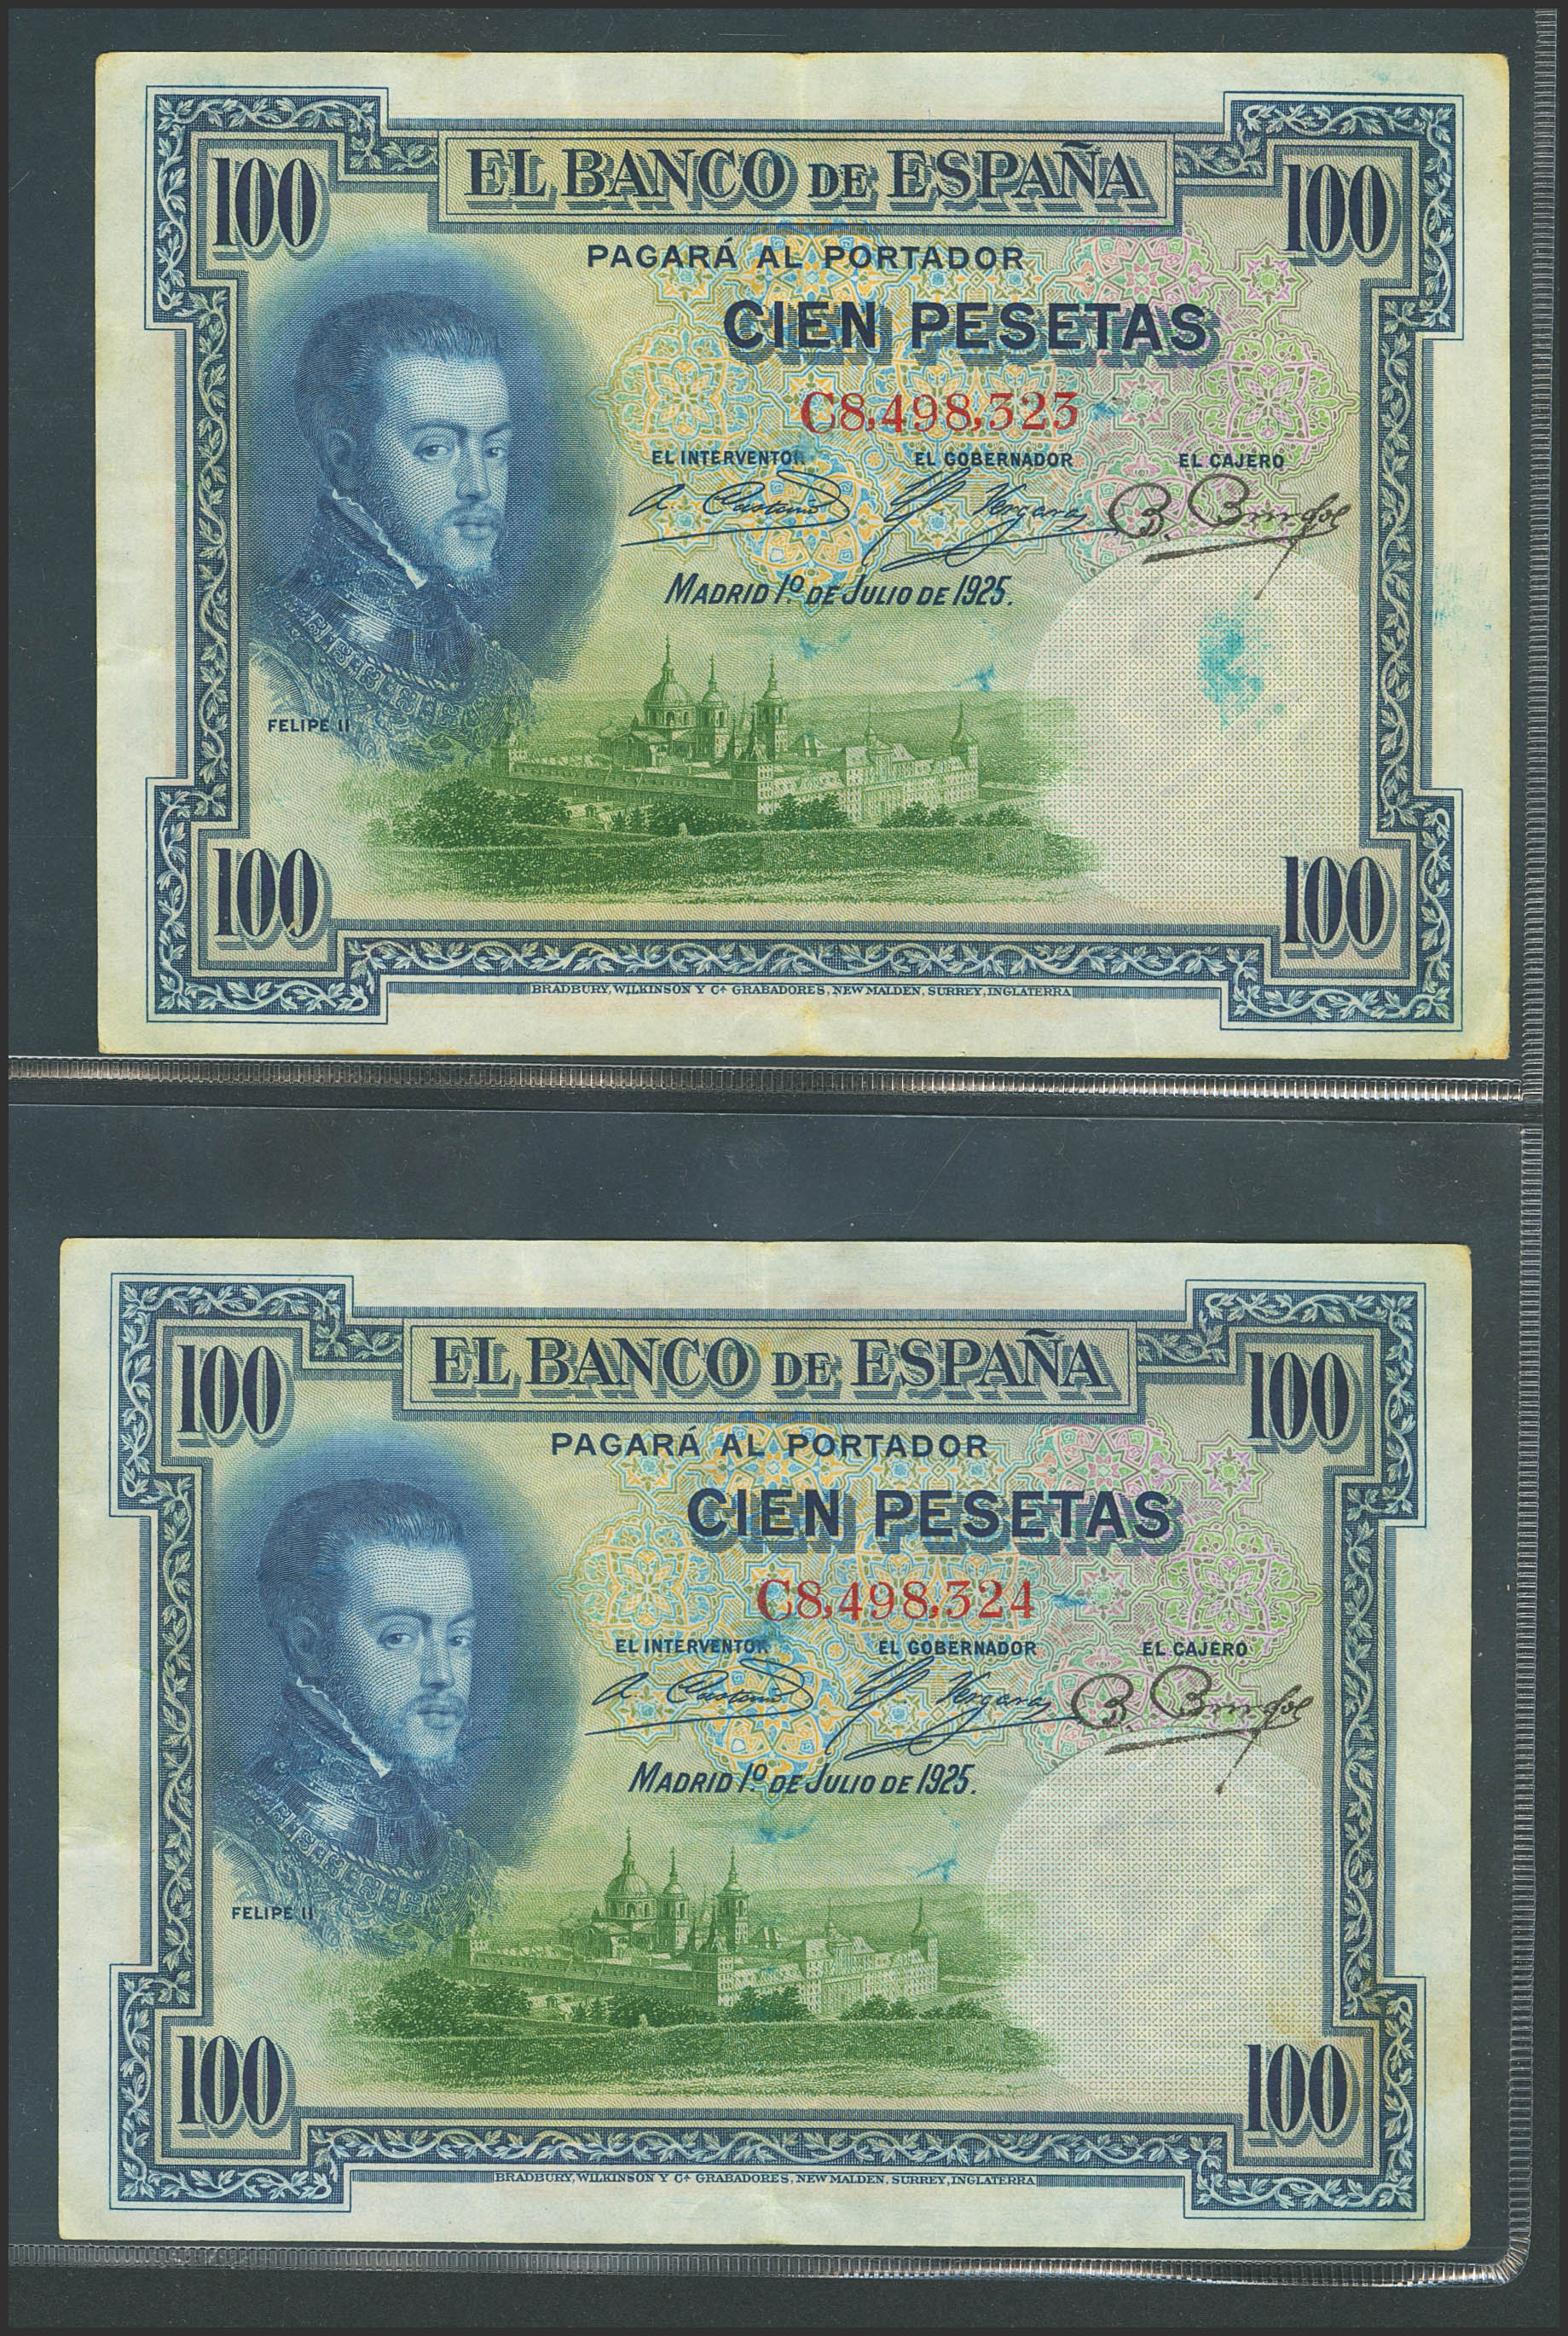 100
EL BANCO DE ESPAÑA
100
PAGARÁ AL PORTADOR
CIEN PESETAS
C8,498,323
EL INTERVENTOR EL GOBERNADOR EL CAJERO
MADRID 1º DE JULIO DE 1925.
FELIPE II
100
100
BRADBURY, WILKINSON Y Cª GRABADORES, NEW MALDEN, SURREY, INGLATERRA
100
EL BANCO DE ESPAÑA
100
PAGARÁ AL PORTADOR
CIEN PESETAS
C8,498,324
EL INTERVENTOR EL GOBERNADOR EL CAJERO
MADRID 1º DE JULIO DE 1925.
FELIPE II
100
100
BRADBURY, WILKINSON Y Cª GRABADORES, NEW MALDEN, SURREY, INGLATERRA